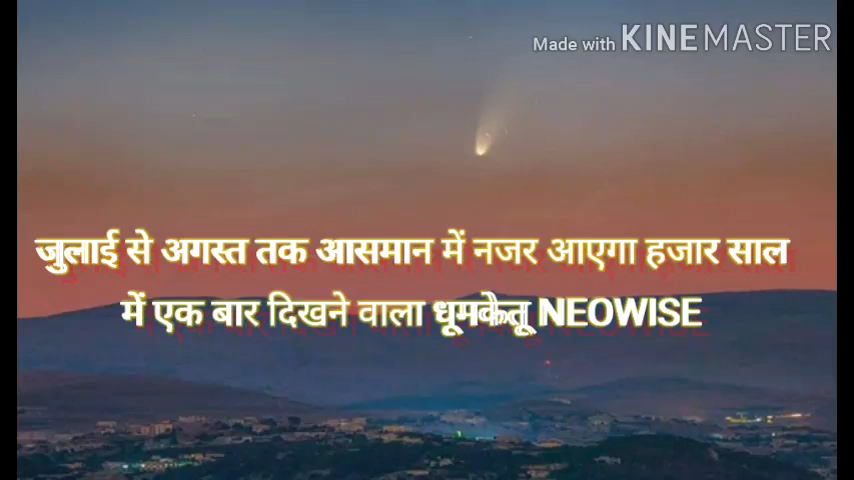 Made with KINEMASTER
जुलाई से अगस्त तक आसमान में नजर आएगा हजार साल
में एक बार दिखने वाला धूमकेतू NEOWISE